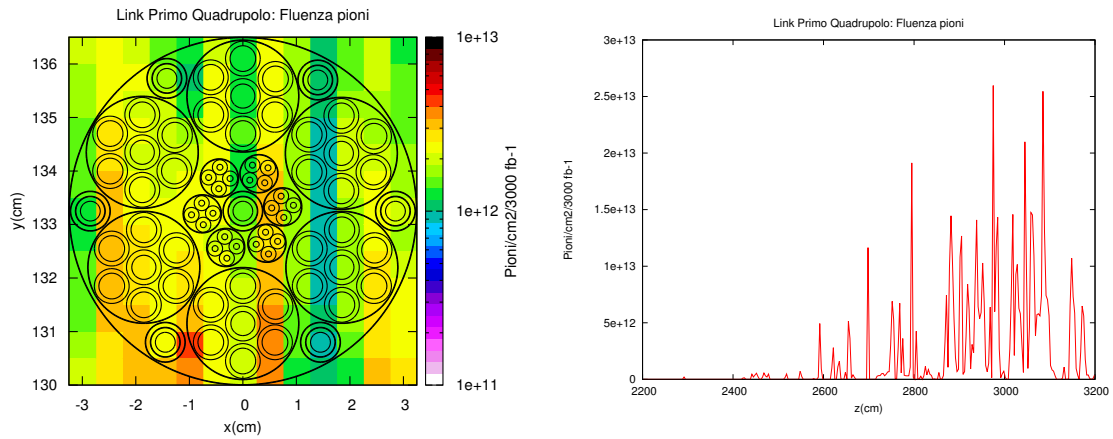 Link Primo Quadrupolo: Fluenza pioni
136
135
134
133
132
131
130
y(cm)
-3
-2
-1
0
1
2
3
x(cm)
1e+13
1e+12
1e+11
Pioni/cm2/3000 fb-1
Link Primo Quadrupolo: Fluenza pioni
3e+13
2.5e+13
2e+13
1.5e+13
1e+13
5e+12
0
Pioni/cm2/3000 fb-1
2200
2400
2600
2800
3000
3200
z(cm)